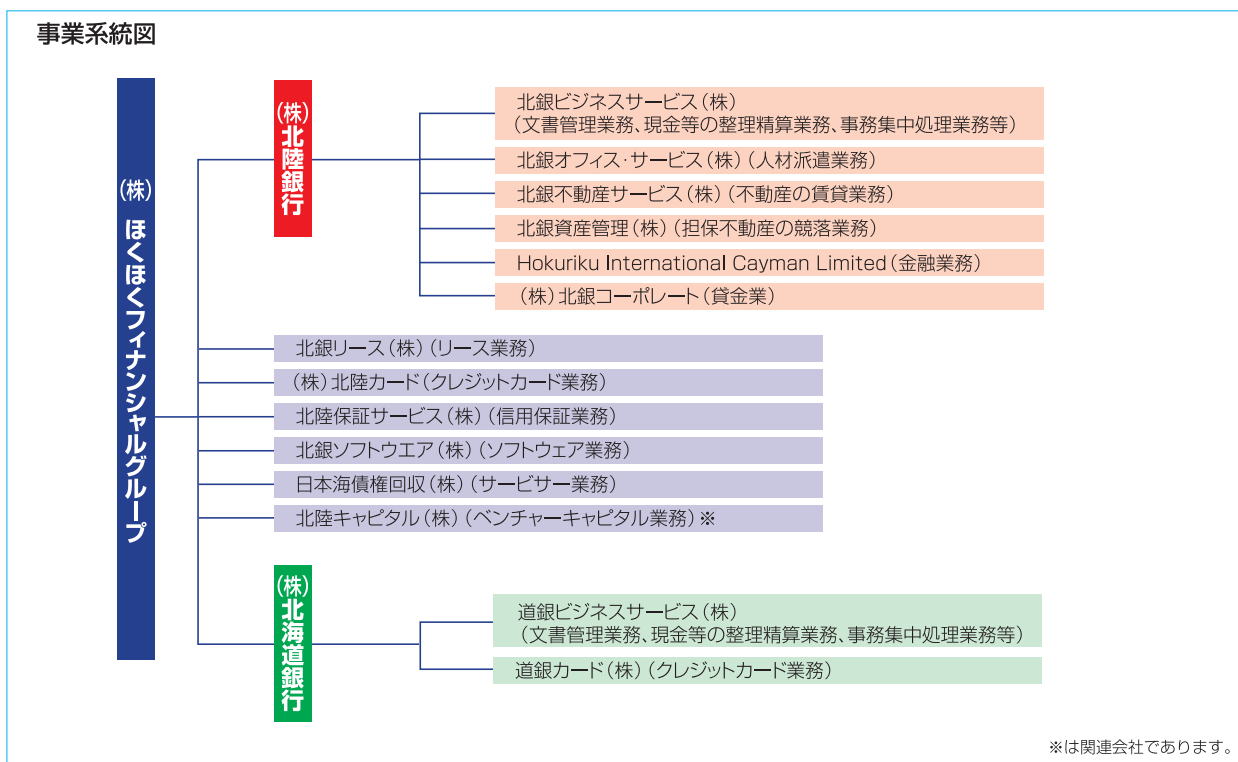 事業系統図
(株)ほくほくフィナンシャルグループ
(株)北陸銀行
北銀ビジネスサービス(株)
(文書管理業務、現金等の整理精算業務、事務集中処理業務等)
北銀オフィス・サービス(株)(人材派遣業務)
北銀不動産サービス(株)(不動産の賃貸業務)
北銀資産管理(株)(担保不動産の競落業務)
Hokuriku International Cayman Limited(金融業務)
(株)北銀コーポレート(貸金業)
北銀リース(株)(リース業務)
(株)北陸カード(クレジットカード業務)
北陸保証サービス(株)(信用保証業務)
北銀ソフトウエア(株)(ソフトウェア業務)
日本海債権回収(株)(サービサー業務)
北陸キャピタル(株)(ベンチャーキャピタル業務)※
(株)北海道銀行
道銀ビジネスサービス(株)
(文書管理業務、現金等の整理精算業務、事務集中処理業務等)
道銀カード(株)(クレジットカード業務)
※は関連会社であります。